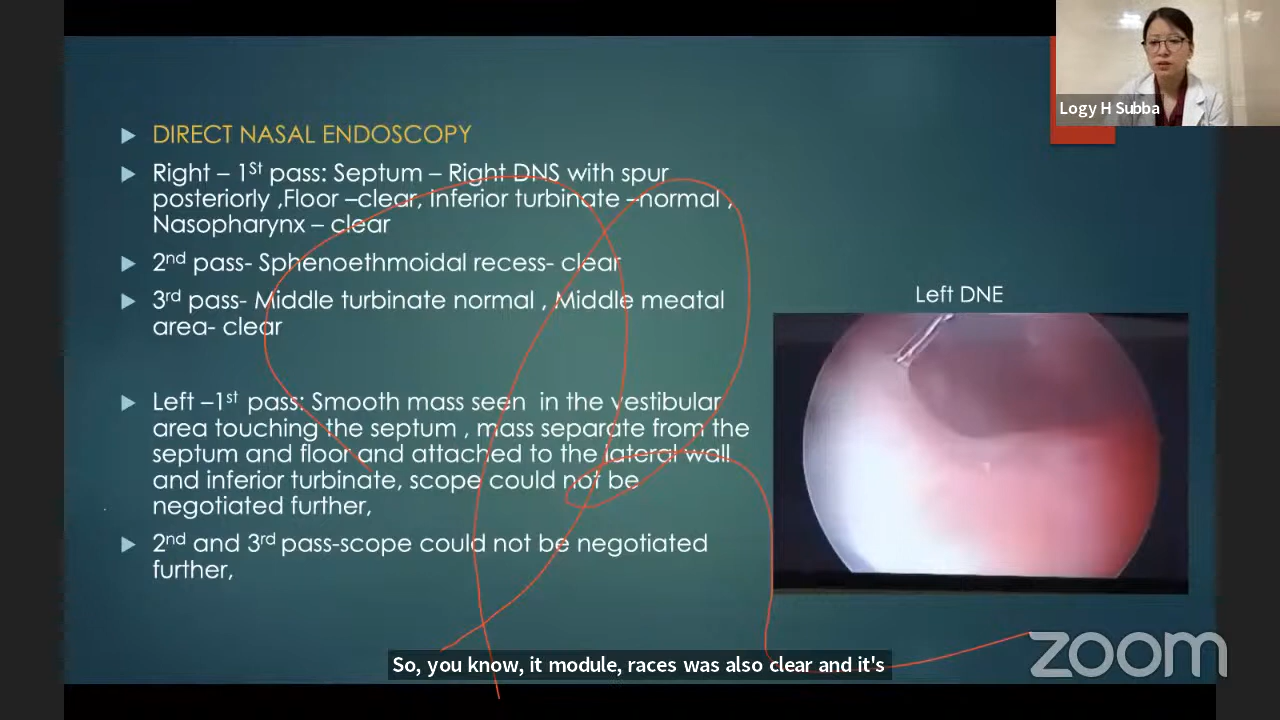 Logy H Subba
DIRECT NASAL ENDOSCOPY
Right – 1st pass: Septum – Right DNS with spur
posteriorly ,Floor –clear, Inferior turbinate –normal ,
Nasopharynx – clear
2nd pass- Sphenoethmoidal recess- clear
3rd pass- Middle turbinate normal , Middle meatal
area- clear
Left –1st pass: Smooth mass seen in the vestibular
area touching the septum , mass separate from the
septum and floor and attached to the lateral wall
and inferior turbinate, scope could not be
negotiated further,
2nd and 3rd pass-scope could not be negotiated
further,
Left DNE
So, you know, it module, races was also clear and it's
zoom